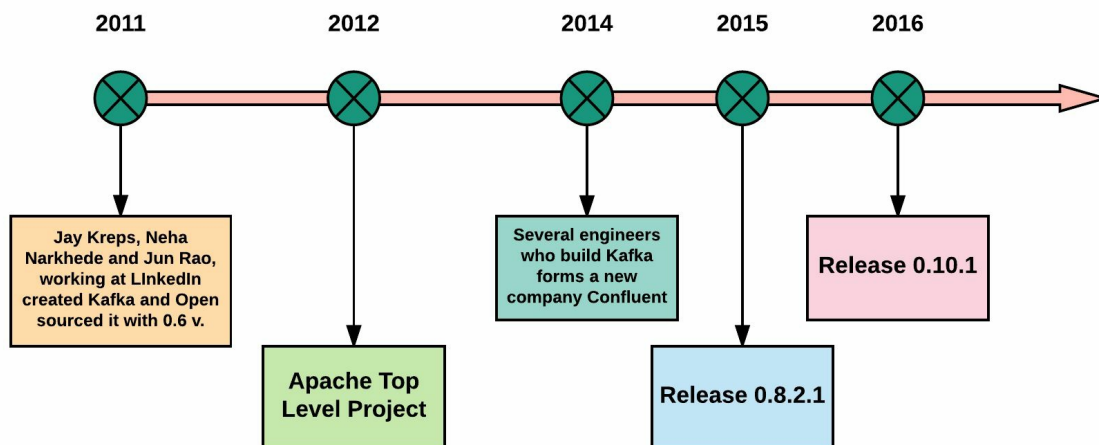 2011
2012
2014
2015
2016
Jay Kreps, Neha
Narkhede and Jun Rao,
working at LInkedIn
created Kafka and Open
sourced it with 0.6 v.
Apache Top
Level Project
Several engineers
who build Kafka
forms a new
company Confluent
Release 0.8.2.1
Release 0.10.1